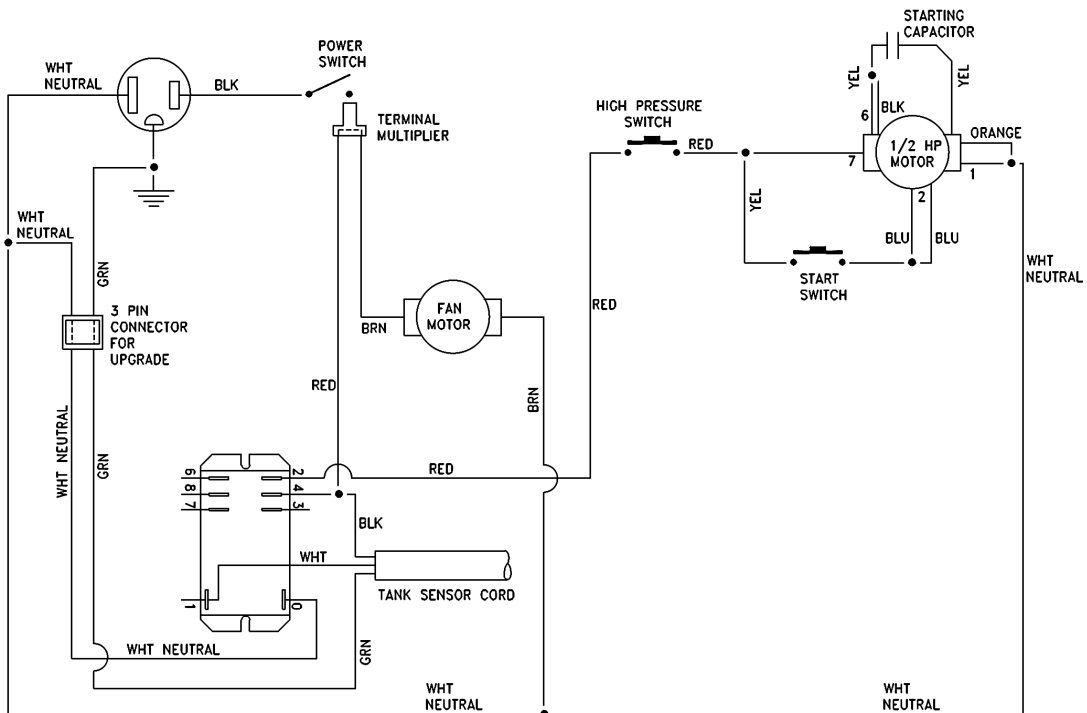 STARTING
CAPACITOR
POWER
SWITCH
WHT
NEUTRAL
BLK
YEL
YEL
TERMINAL
MULTIPLIER
HIGH PRESSURE
SWITCH
RED
6
BLK
1/2 HP
MOTOR
ORANGE
7
1
2
YEL
WHT
NEUTRAL
BLU
BLU
START
SWITCH
WHT
NEUTRAL
GRN
3 PIN
CONNECTOR
FOR
UPGRADE
FAN
MOTOR
BRN
RED
RED
BRN
WHT NEUTRAL
GRN
6
2
RED
8
4
7
3
BLK
WHT
TANK SENSOR CORD
1
0
WHT NEUTRAL
GRN
WHT
NEUTRAL
WHT
NEUTRAL